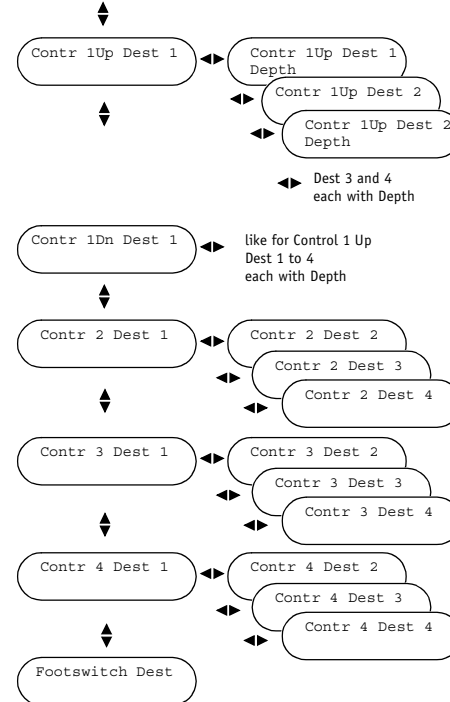 Contr 1Up Dest 1
Contr 1Up Dest 1
Depth
Contr 1Up Dest 2
Contr 1Up Dest 2
Depth
Dest 3 and 4
each with Depth
Contr 1Dn Dest 1
like for Control 1 Up
Dest 1 to 4
each with Depth
Contr 2 Dest 1
Contr 2 Dest 2
Contr 2 Dest 3
Contr 2 Dest 4
Contr 3 Dest 1
Contr 3 Dest 2
Contr 3 Dest 3
Contr 3 Dest 4
Contr 4 Dest 1
Contr 4 Dest 2
Contr 4 Dest 3
Contr 4 Dest 4
Footswitch Dest